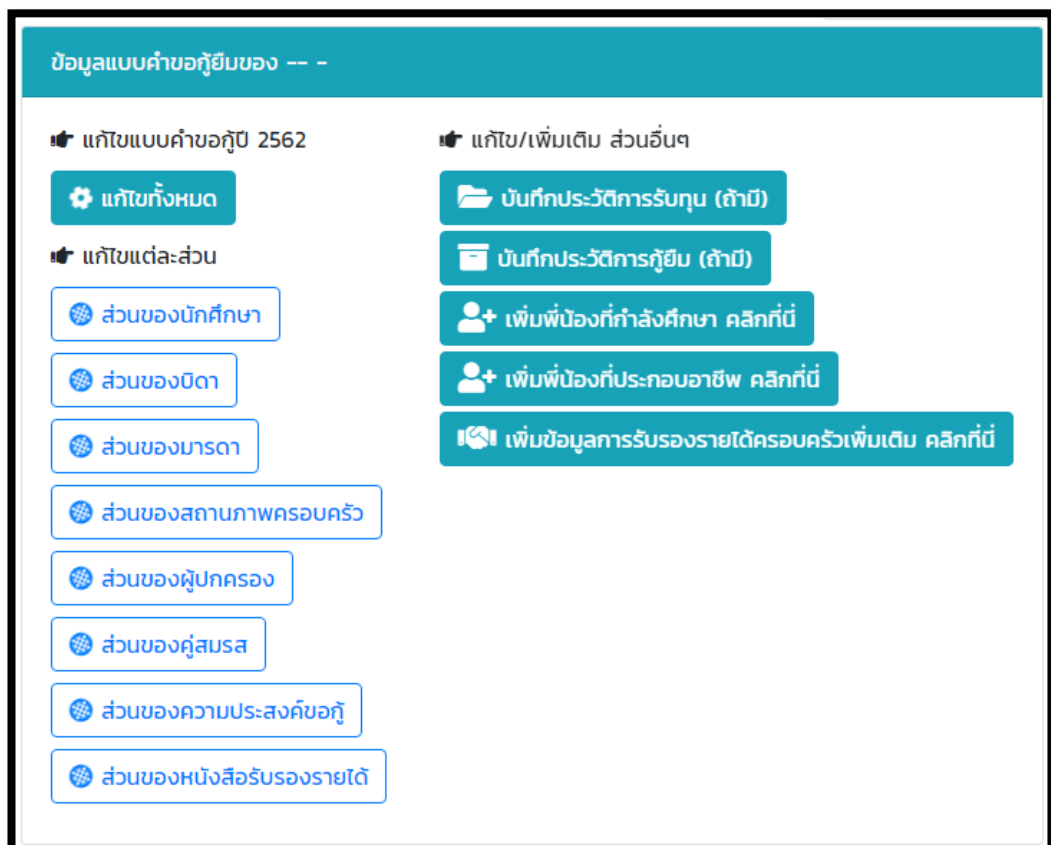 ข้อมูลแบบคำขอกู้ยืมของ -- -
แก้ไขแบบคำขอกู้ปี 2562
แก้ไขทั้งหมด
แก้ไขแต่ละส่วน
ส่วนของนักศึกษา
ส่วนของบิดา
ส่วนของมารดา
ส่วนของสถานภาพครอบครัว
ส่วนของผู้ปกครอง
ส่วนของคู่สมรส
ส่วนของความประสงค์ขอกู้
ส่วนของหนังสือรับรองรายได้
แก้ไข/เพิ่มเติม ส่วนอื่นๆ
บันทึกประวัติการรับทุน (ถ้ามี)
บันทึกประวัติการกู้ยืม (ถ้ามี)
เพิ่มพี่น้องที่กำลังศึกษา คลิกที่นี่
เพิ่มพี่น้องที่ประกอบอาชีพ คลิกที่นี่
เพิ่มข้อมูลการรับรองรายได้ครอบครัวเพิ่มเติม คลิกที่นี่